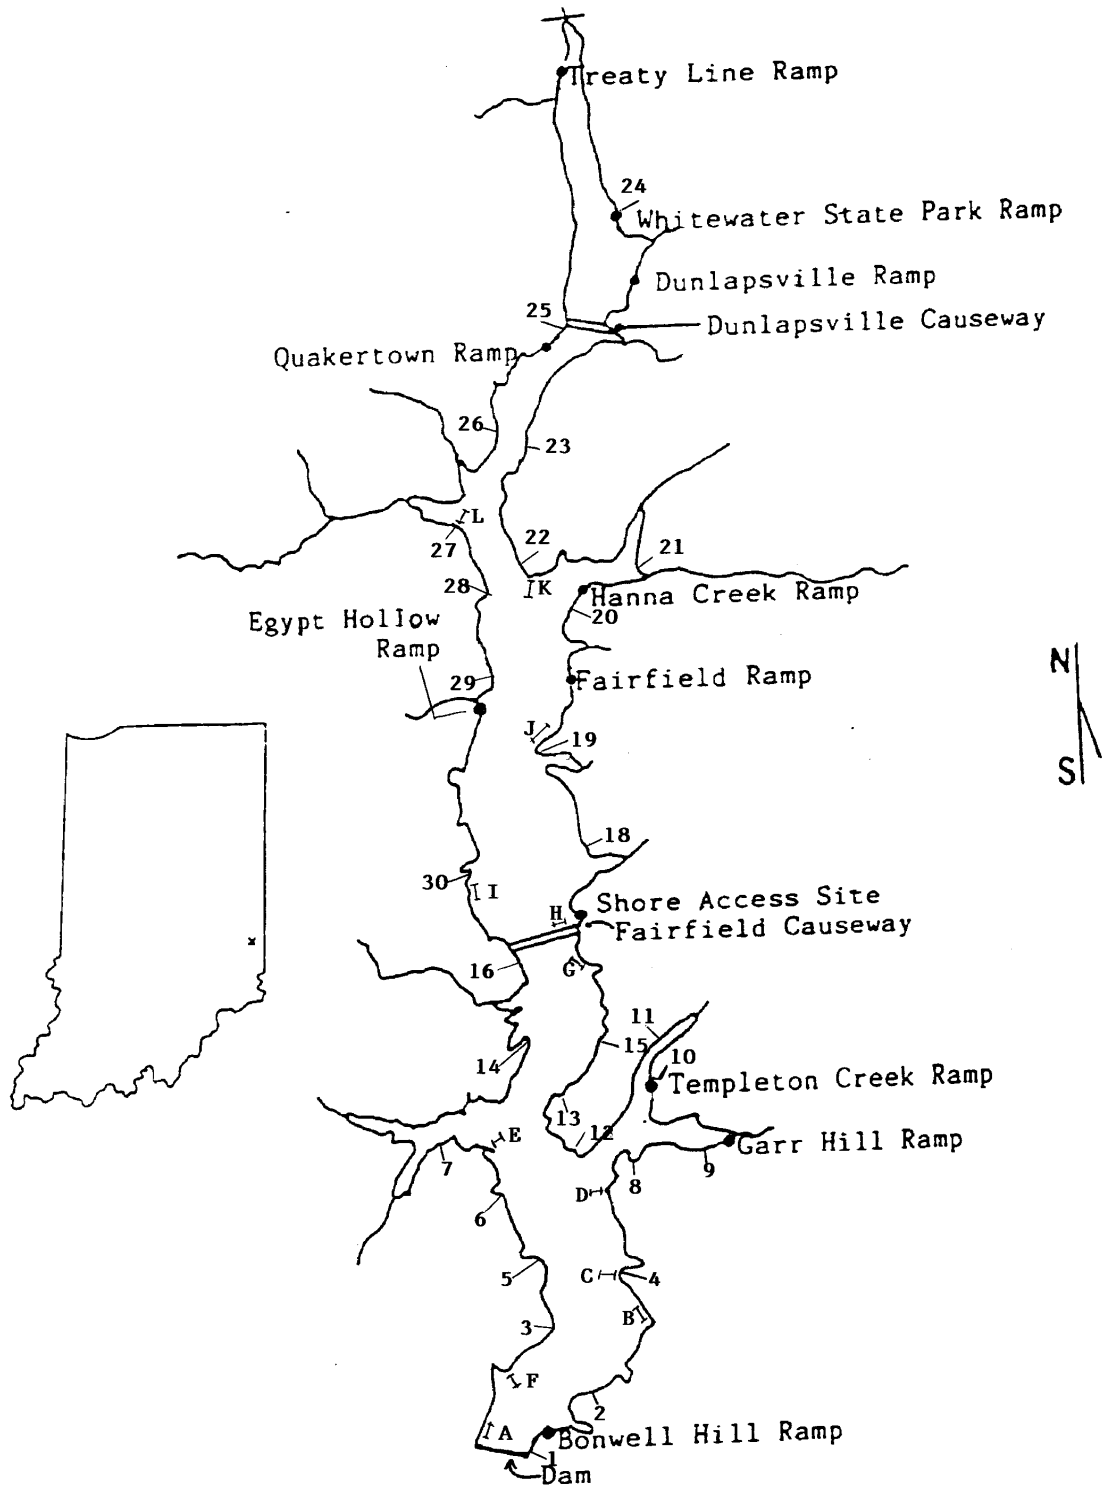 Treaty Line Ramp
24
Whitewater State Park Ramp
Dunlapsville Ramp
25
Dunlapsville Causeway
Quakertown Ramp
26
23
L
27
22
21
28
K
Hanna Creek Ramp
20
Egypt Hollow
Ramp
N
29
Fairfield Ramp
J
19
S
18
30
I
Shore Access Site
H
Fairfield Causeway
16
G
11
15
14
10
Templeton Creek Ramp
13
12
E
Garr Hill Ramp
7
9
8
D
6
5
C
4
B
3
F
2
A
Bonwell Hill Ramp
1
Dam